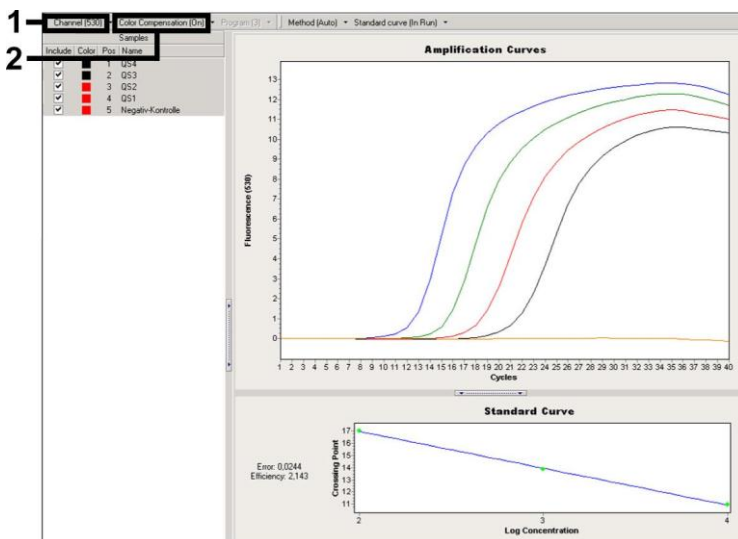 1
Channel (530)
Color Compensation (On)
Program (3)
Method (Auto)
Standard curve (In Run)
2
Samples
Include Color Pos Name
1 QS4
2 QS3
3 QS2
4 QS1
5 Negativ-Kontrolle
Amplification Curves
Fluorescence (530)
13
12
11
10
9
8
7
6
5
4
3
2
1
0
1 2 3 4 5 6 7 8 9 10 11 12 13 14 15 16 17 18 19 20 21 22 23 24 25 26 27 28 29 30 31 32 33 34 35 36 37 38 39 40
Cycles
Standard Curve
Error: 0,0244
Efficiency: 2,143
Crossing Point
17
16
15
14
13
12
11
2 3 4
Log Concentration